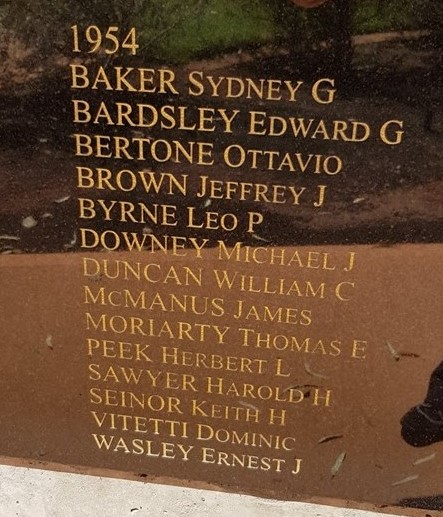 1954
BAKER SYDNEY G
BARDSLEY EDWARD G
BERTONE OTTAVIO
BROWN JEFFREY J
BYRNE LEO P
DOWNEY MICHAEL J
DUNCAN WILLIAM C
MCMANUS JAMES
MORIARTY THOMAS E
PEEK HERBERT L
SAWYER HAROLD H
SEINOR KEITH H
VITETTI DOMINIC
WASLEY ERNEST J